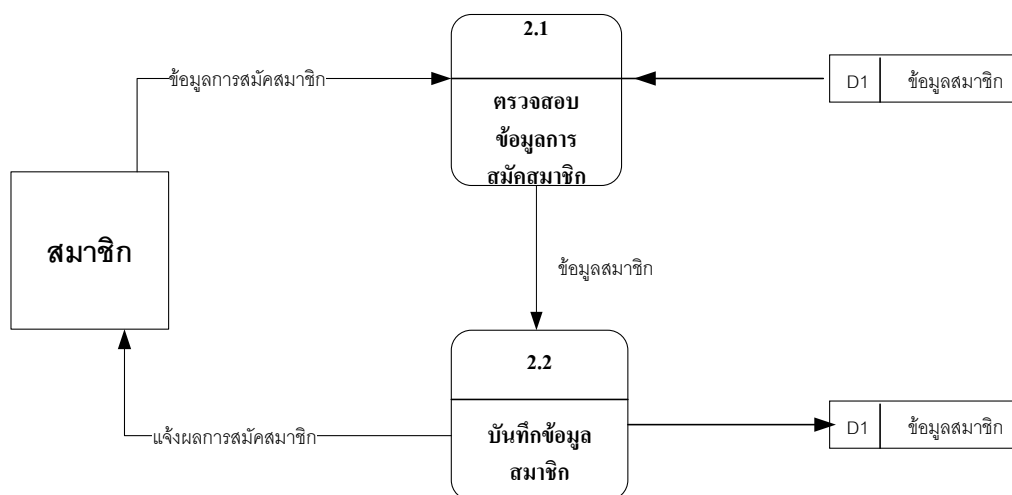 2.1
ข้อมูลการสมัคสมาชิก
D1 ข้อมูลสมาชิก
ตรวจสอบ
ข้อมูลการ
สมัคสมาชิก
สมาชิก
ข้อมูลสมาชิก
2.2
แจ้งผลการสมัคสมาชิก
บันทึกข้อมูล
สมาชิก
D1 ข้อมูลสมาชิก